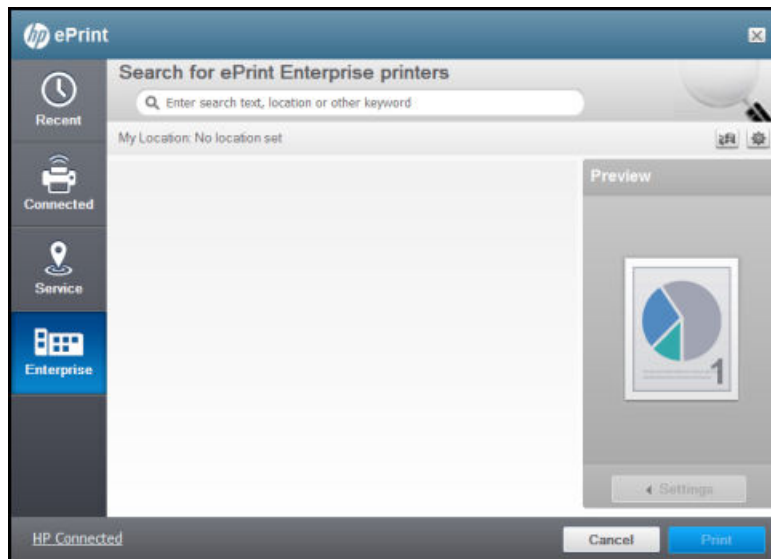 hp ePrint
Recent
Connected
Service
Enterprise
Search for ePrint Enterprise printers
Enter search text, location or other keyword
My Location: No location set
Preview
1
Settings
HP Connected
Cancel
Print